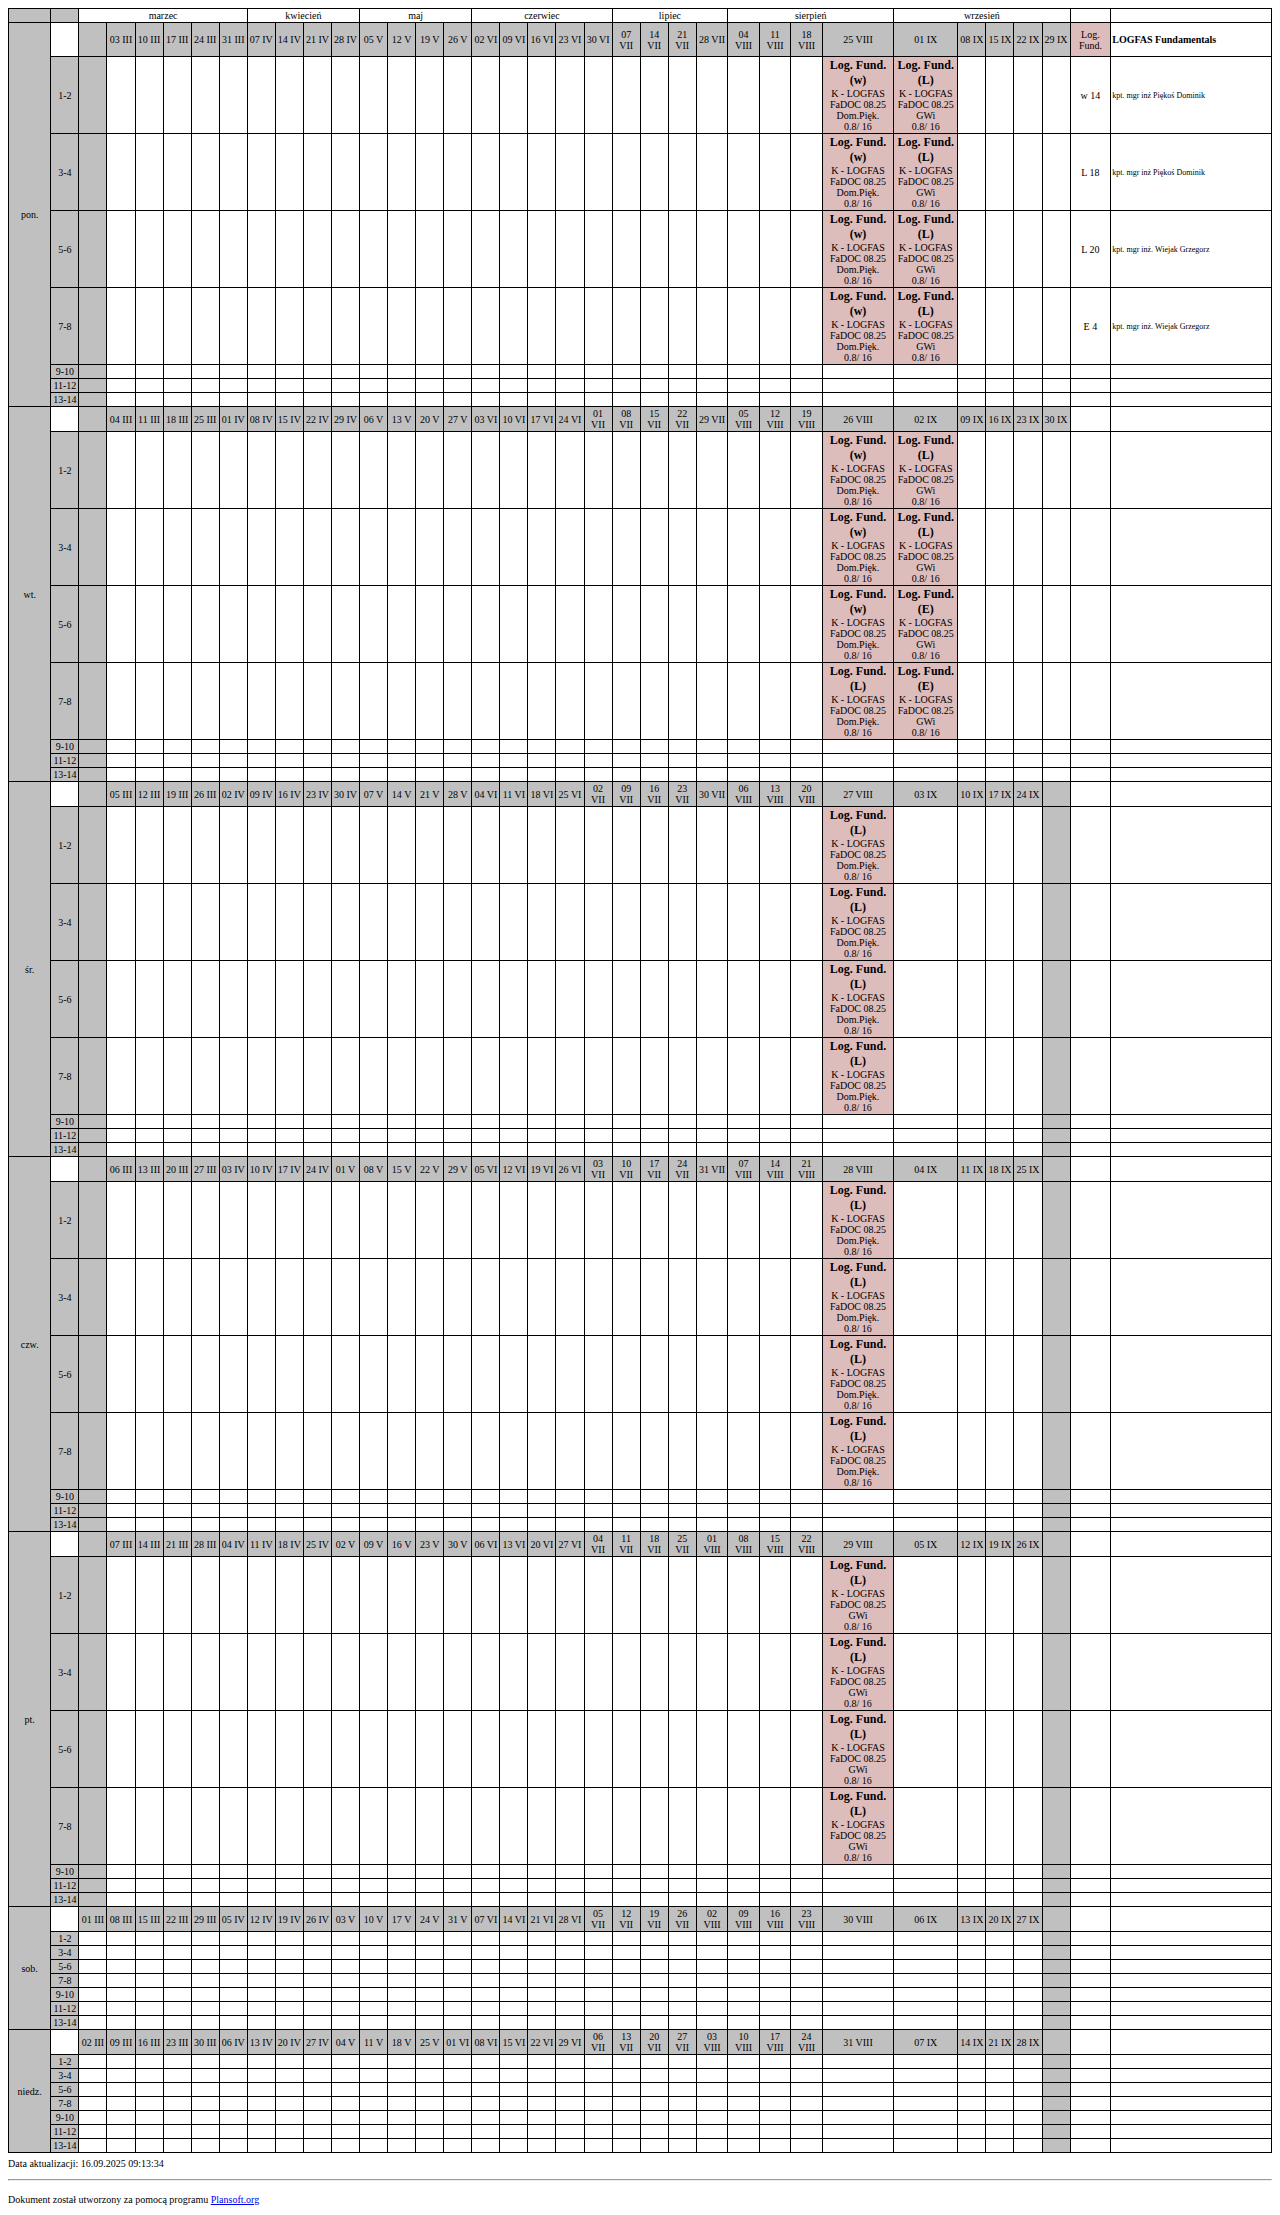 marzec kwiecień maj czerwiec lipiec sierpień wrzesień
pon. 03 III 10 III 17 III 24 III 31 III 07 IV 14 IV 21 IV 28 IV 05 V 12 V 19 V 26 V 02 VI 09 VI 16 VI 23 VI 30 VI 07 VII 14 VII 21 VII 28 VII 04 VIII 11 VIII 18 VIII 25 VIII 01 IX 08 IX 15 IX 22 IX 29 IX Log. Fund. LOGFAS Fundamentals
1-2 w 14 kpt. mgr inż Piękoś Dominik
Log. Fund. Log. Fund.
(w) (L)
K - LOGFAS K - LOGFAS
FaDOC 08.25 FaDOC 08.25
Dom.Pięk. GWi
0.8/ 16 0.8/ 16
3-4 L 18 kpt. mgr inż Piękoś Dominik
Log. Fund. Log. Fund.
(w) (L)
K - LOGFAS K - LOGFAS
FaDOC 08.25 FaDOC 08.25
Dom.Pięk. GWi
0.8/ 16 0.8/ 16
5-6 L 20 kpt. mgr inż. Wiejak Grzegorz
Log. Fund. Log. Fund.
(w) (L)
K - LOGFAS K - LOGFAS
FaDOC 08.25 FaDOC 08.25
Dom.Pięk. GWi
0.8/ 16 0.8/ 16
7-8 E 4 kpt. mgr inż. Wiejak Grzegorz
Log. Fund. Log. Fund.
(w) (L)
K - LOGFAS K - LOGFAS
FaDOC 08.25 FaDOC 08.25
Dom.Pięk. GWi
0.8/ 16 0.8/ 16
9-10
11-12
13-14
wt. 04 III 11 III 18 III 25 III 01 IV 08 IV 15 IV 22 IV 29 IV 06 V 13 V 20 V 27 V 03 VI 10 VI 17 VI 24 VI 01 VII 08 VII 15 VII 22 VII 29 VII 05 VIII 12 VIII 19 VIII 26 VIII 02 IX 09 IX 16 IX 23 IX 30 IX
1-2
Log. Fund. Log. Fund.
(w) (L)
K - LOGFAS K - LOGFAS
FaDOC 08.25 FaDOC 08.25
Dom.Pięk. GWi
0.8/ 16 0.8/ 16
3-4
Log. Fund. Log. Fund.
(w) (L)
K - LOGFAS K - LOGFAS
FaDOC 08.25 FaDOC 08.25
Dom.Pięk. GWi
0.8/ 16 0.8/ 16
5-6
Log. Fund. Log. Fund.
(w) (E)
K - LOGFAS K - LOGFAS
FaDOC 08.25 FaDOC 08.25
Dom.Pięk. GWi
0.8/ 16 0.8/ 16
7-8
Log. Fund. Log. Fund.
(L) (E)
K - LOGFAS K - LOGFAS
FaDOC 08.25 FaDOC 08.25
Dom.Pięk. GWi
0.8/ 16 0.8/ 16
9-10
11-12
13-14
śr. 05 III 12 III 19 III 26 III 02 IV 09 IV 16 IV 23 IV 30 IV 07 V 14 V 21 V 28 V 04 VI 11 VI 18 VI 25 VI 02 VII 09 VII 16 VII 23 VII 30 VII 06 VIII 13 VIII 20 VIII 27 VIII 03 IX 10 IX 17 IX 24 IX
1-2
Log. Fund.
(L)
K - LOGFAS
FaDOC 08.25
Dom.Pięk.
0.8/ 16
3-4
Log. Fund.
(L)
K - LOGFAS
FaDOC 08.25
Dom.Pięk.
0.8/ 16
5-6
Log. Fund.
(L)
K - LOGFAS
FaDOC 08.25
Dom.Pięk.
0.8/ 16
7-8
Log. Fund.
(L)
K - LOGFAS
FaDOC 08.25
Dom.Pięk.
0.8/ 16
9-10
11-12
13-14
czw. 06 III 13 III 20 III 27 III 03 IV 10 IV 17 IV 24 IV 01 V 08 V 15 V 22 V 29 V 05 VI 12 VI 19 VI 26 VI 03 VII 10 VII 17 VII 24 VII 31 VII 07 VIII 14 VIII 21 VIII 28 VIII 04 IX 11 IX 18 IX 25 IX
1-2
Log. Fund.
(L)
K - LOGFAS
FaDOC 08.25
Dom.Pięk.
0.8/ 16
3-4
Log. Fund.
(L)
K - LOGFAS
FaDOC 08.25
Dom.Pięk.
0.8/ 16
5-6
Log. Fund.
(L)
K - LOGFAS
FaDOC 08.25
Dom.Pięk.
0.8/ 16
7-8
Log. Fund.
(L)
K - LOGFAS
FaDOC 08.25
Dom.Pięk.
0.8/ 16
9-10
11-12
13-14
pt. 07 III 14 III 21 III 28 III 04 IV 11 IV 18 IV 25 IV 02 V 09 V 16 V 23 V 30 V 06 VI 13 VI 20 VI 27 VI 04 VII 11 VII 18 VII 25 VII 01 VIII 08 VIII 15 VIII 22 VIII 29 VIII 05 IX 12 IX 19 IX 26 IX
1-2
Log. Fund.
(L)
K - LOGFAS
FaDOC 08.25
GWi
0.8/ 16
3-4
Log. Fund.
(L)
K - LOGFAS
FaDOC 08.25
GWi
0.8/ 16
5-6
Log. Fund.
(L)
K - LOGFAS
FaDOC 08.25
GWi
0.8/ 16
7-8
Log. Fund.
(L)
K - LOGFAS
FaDOC 08.25
GWi
0.8/ 16
9-10
11-12
13-14
sob. 01 III 08 III 15 III 22 III 29 III 05 IV 12 IV 19 IV 26 IV 03 V 10 V 17 V 24 V 31 V 07 VI 14 VI 21 VI 28 VI 05 VII 12 VII 19 VII 26 VII 02 VIII 09 VIII 16 VIII 23 VIII 30 VIII 06 IX 13 IX 20 IX 27 IX
1-2
3-4
5-6
7-8
9-10
11-12
13-14
niedz. 02 III 09 III 16 III 23 III 30 III 06 IV 13 IV 20 IV 27 IV 04 V 11 V 18 V 25 V 01 VI 08 VI 15 VI 22 VI 29 VI 06 VII 13 VII 20 VII 27 VII 03 VIII 10 VIII 17 VIII 24 VIII 31 VIII 07 IX 14 IX 21 IX 28 IX
1-2
3-4
5-6
7-8
9-10
11-12
13-14
Data aktualizacji: 16.09.2025 09:13:34
Dokument został utworzony za pomocą programu Plansoft.org